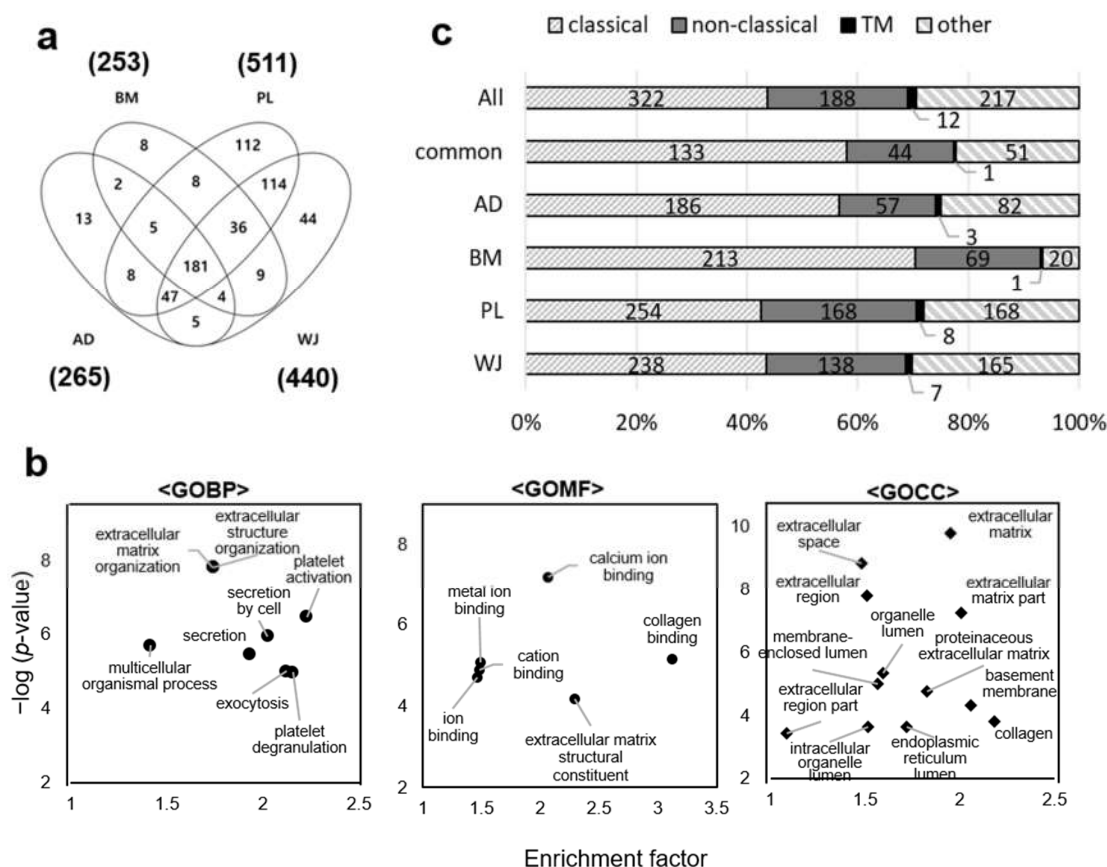 a
(253)
(511)
BM
PL
8
112
2
8
114
13
5
36
44
8
181
9
47
4
5
AD
WJ
(265)
(440)
c
classical
non-classical
TM
other
All
322
188
217
12
common
133
44
51
1
AD
186
57
82
3
BM
213
69
20
1
PL
254
168
168
8
WJ
238
138
165
7
0%
20%
40%
60%
80%
100%
b
<GOBP>
−log (p-value)
8
6
4
2
extracellular
matrix
organization
extracellular
structure
organization
platelet
activation
secretion
by cell
secretion
multicellular
organismal process
exocytosis
platelet
degranulation
1
1.5
2
2.5
<GOMF>
8
6
4
2
calcium ion
binding
metal ion
binding
collagen
binding
cation
binding
ion
binding
extracellular matrix
structural
constituent
1
1.5
2
2.5
3
3.5
<GOCC>
10
8
6
4
2
extracellular
space
extracellular
matrix
extracellular
region
extracellular
matrix part
organelle
lumen
membrane-
enclosed lumen
proteinaceous
extracellular matrix
extracellular
region part
basement
membrane
intracellular
organelle
lumen
endoplasmic
reticulum
lumen
collagen
1
1.5
2
2.5
Enrichment factor